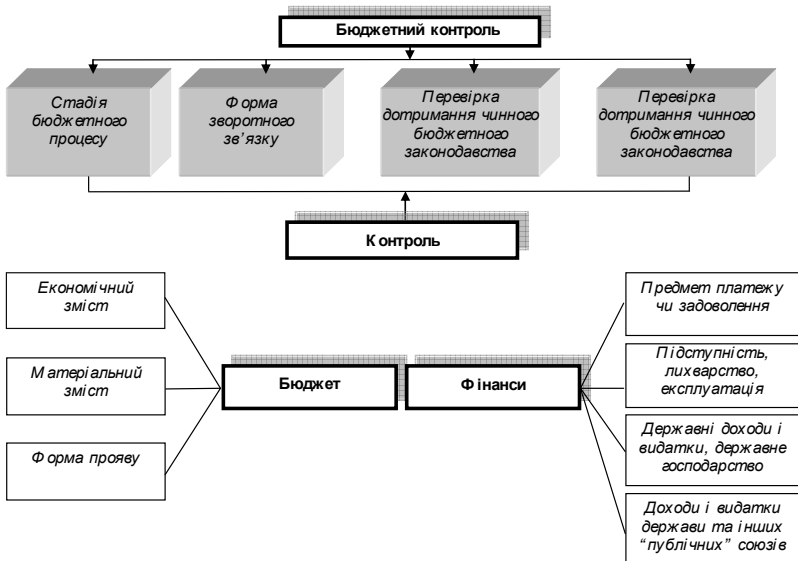 Бюджетний контроль
Стадія
бюджетного
процесу
Форма
зворотного
зв’язку
Перевірка
дотримання чинного
бюджетного
законодавства
Перевірка
дотримання чинного
бюджетного
законодавства
Контроль
Економічний
зміст
Матеріальний
зміст
Форма прояву
Бюджет
Фінанси
Предмет платежу
чи задоволення
Підступність,
лихварство,
експлуатація
Державні доходи і
видатки, державне
господарство
Доходи і видатки
держави та інших
“публічних” союзів